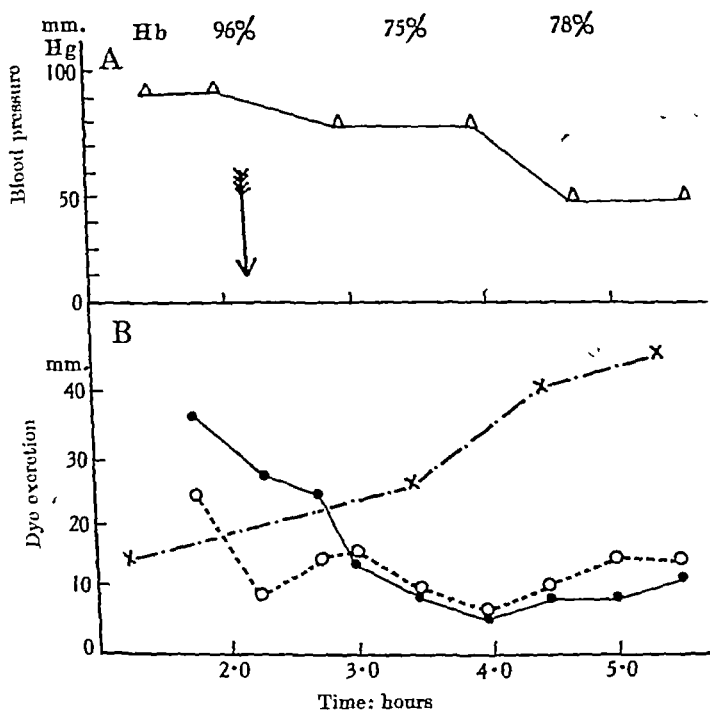 mm. Hb 96% 75% 78%
Hg A
100
Blood pressure
50
0
B
mm.
40
30
Dye excretion
20
10
0
2·0 3·0 4·0 5·0
Time: hours